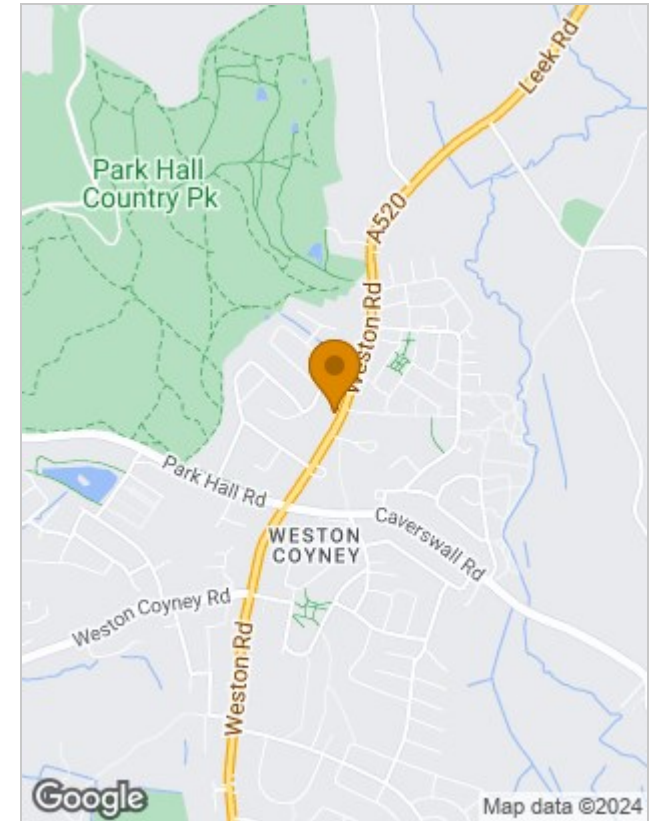 Leek Rd
Park Hall
Country Pk
A520
Weston Rd
Park Hall Rd
WESTON
COYNEY
Caverswall Rd
Weston Coyney Rd
Weston Rd
Google
Map data ©2024